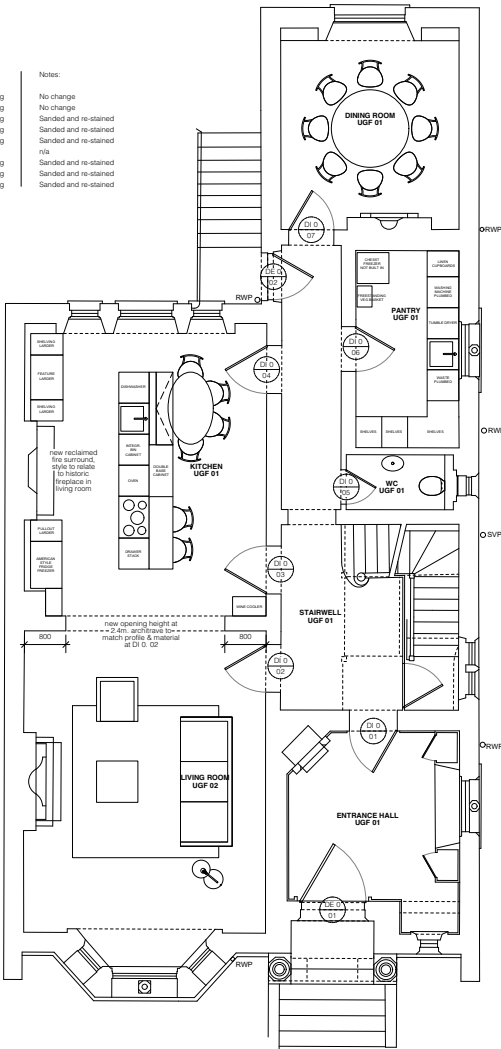 Notes:
g No change
g No change
g Sanded and re-stained
g Sanded and re-stained
n/a
g Sanded and re-stained
g Sanded and re-stained
g Sanded and re-stained
DINING ROOM
UGF 01
DI 0
07
RWP
DE 0
02
RWP
CHEST
FREEZER
NOT BUILT IN
LINEN
CUPBOARDS
FREESTANDING
VEG BASKET
WASHING
MACHINE
PLUMBED
PANTRY
UGF 01
TUMBLE DRYER
DI 0
06
WASTE
PLUMBED
SHELVES
SHELVES
SHELVES
RW
SHELVING
LARDER
FEATURE
LARDER
SHELVING
LARDER
DI 0
04
DISHWASHER
INTEGR.
BIN
CABINET
OVEN
DOUBLE
BASE
CABINET
DRAWER
STACK
KITCHEN
UGF 01
new reclaimed
fire surround,
style to relate
to historic
fireplace in
living room
PULLOUT
LARDER
AMERICAN
STYLE
FRIDGE
FREEZER
WC
UGF 01
DI 0
05
SVP
DI 0
03
WINE COOLER
STAIRWELL
UGF 01
800
new opening height at
2.4m. architrave to
match profile & material
at DI 0. 02
800
DI 0
02
DI 0
01
RWP
LIVING ROOM
UGF 02
ENTRANCE HALL
UGF 01
DE 0
01
RWP